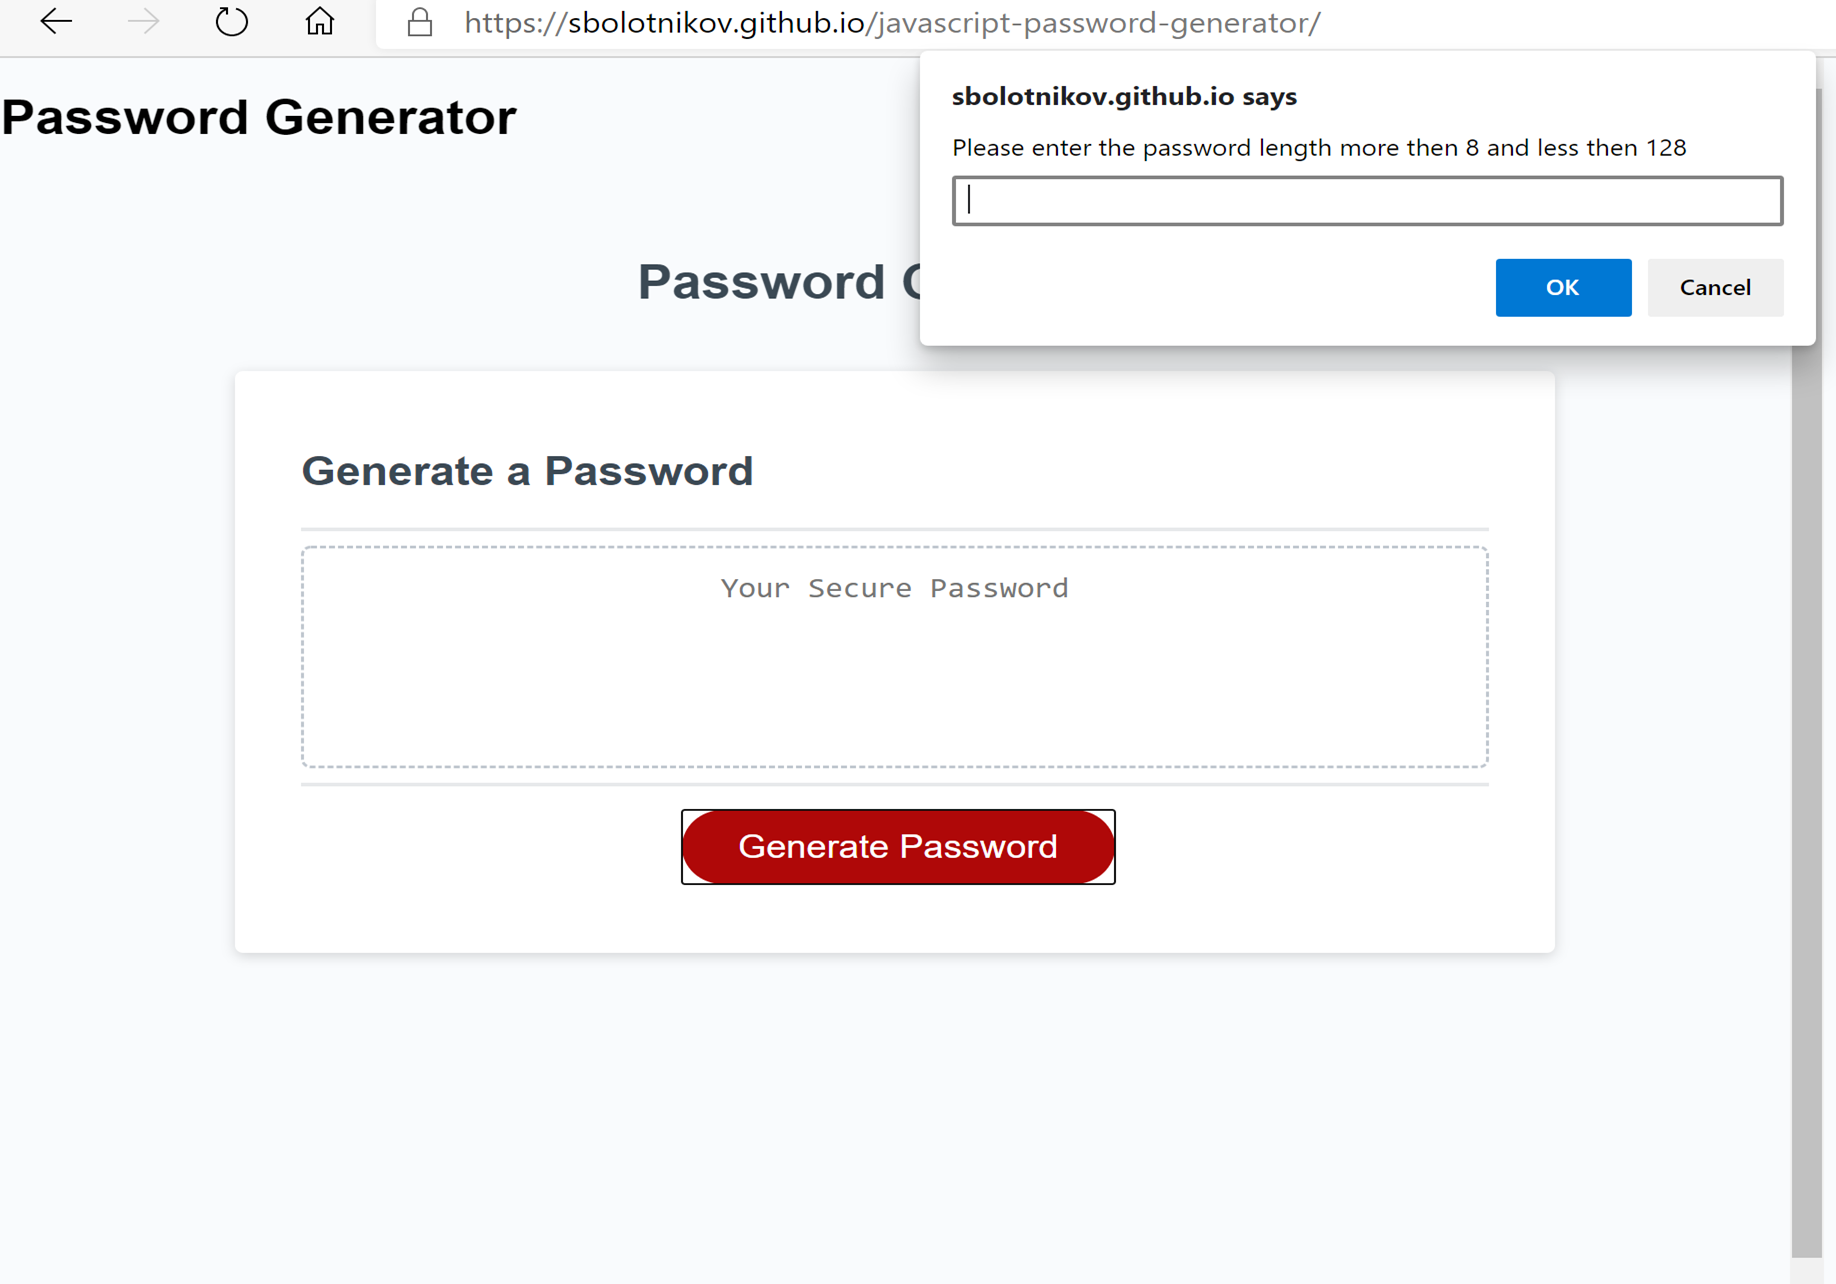 https://sbolotnikov.github.io/javascript-password-generator/
sbolotnikov.github.io says
Please enter the password length more then 8 and less then 128
OK
Cancel
Password Generator
Password
Generate a Password
Your Secure Password
Generate Password